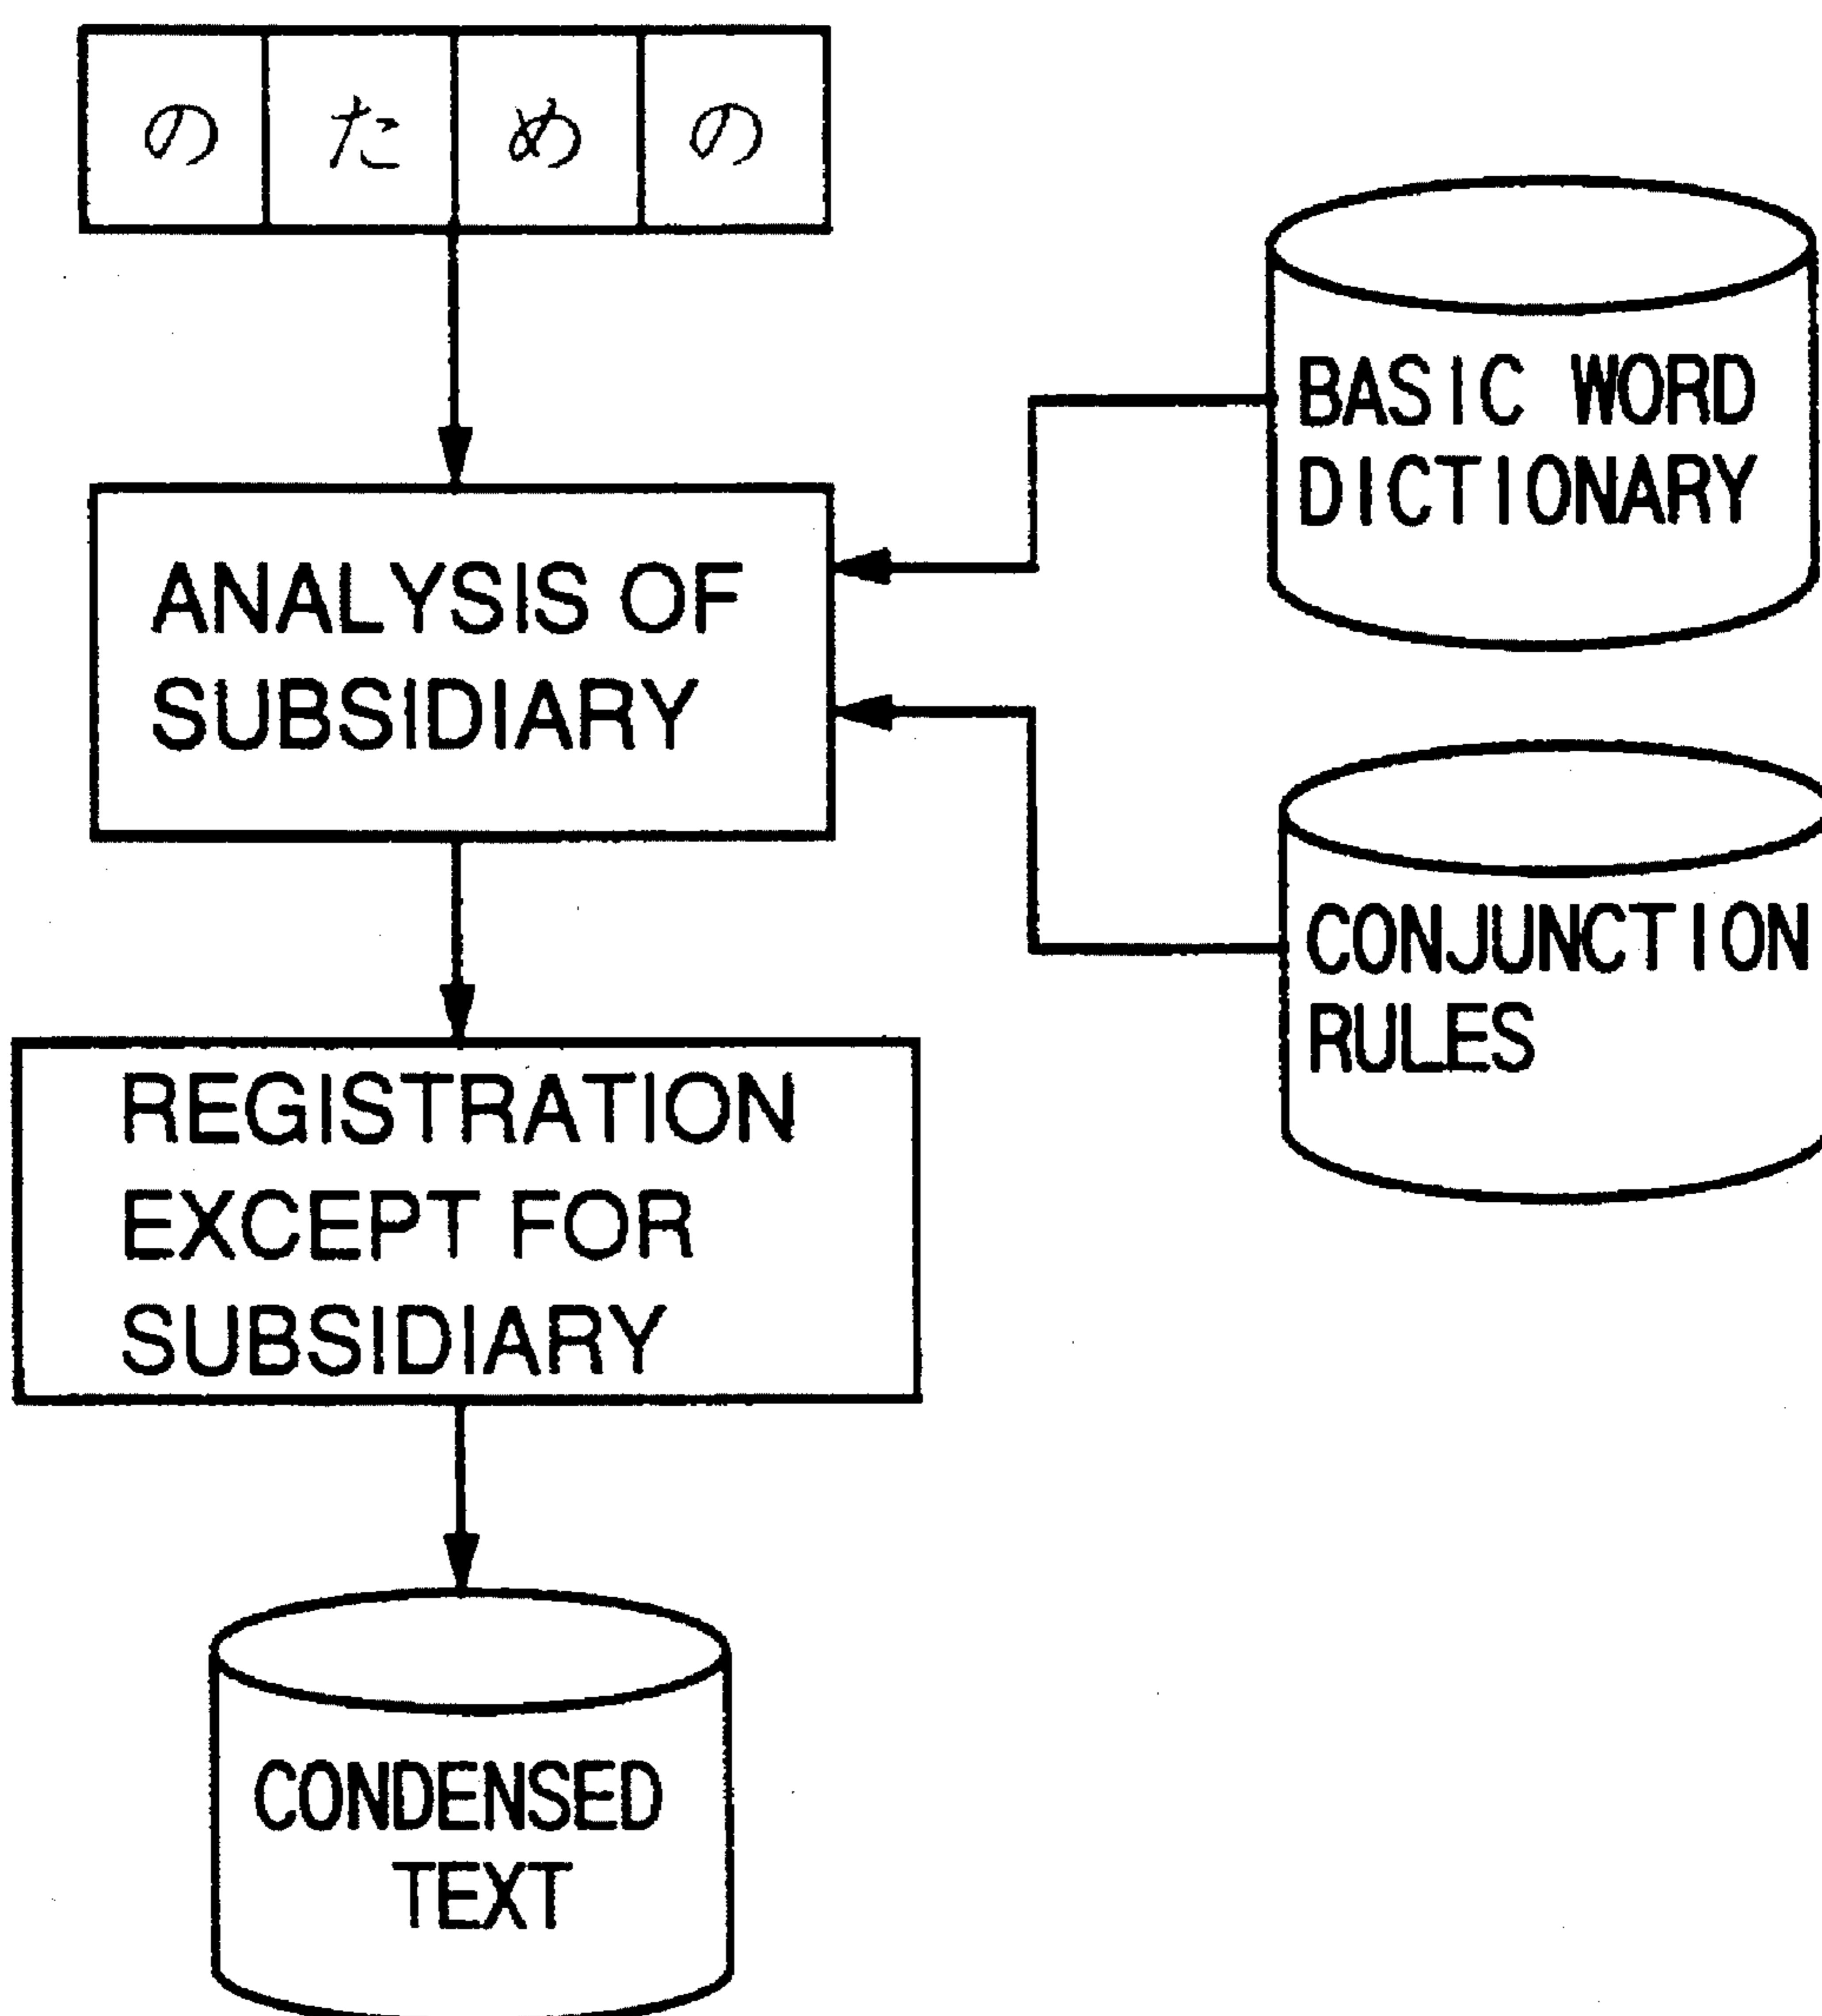 のための
BASIC WORD
DICTIONARY
ANALYSIS OF
SUBSIDIARY
CONJUNCTION
RULES
REGISTRATION
EXCEPT FOR
SUBSIDIARY
CONDENSED
TEXT